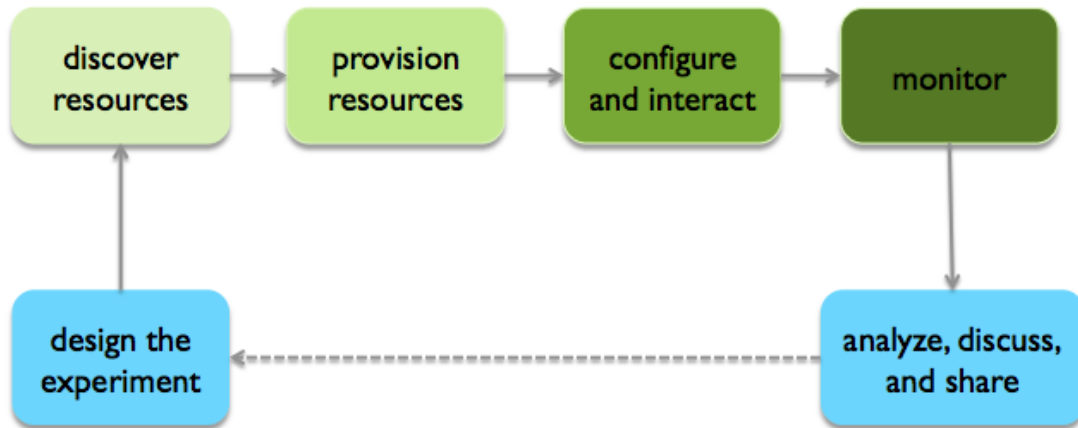 discover
resources
provision
resources
configure
and interact
monitor
design the
experiment
analyze, discuss,
and share